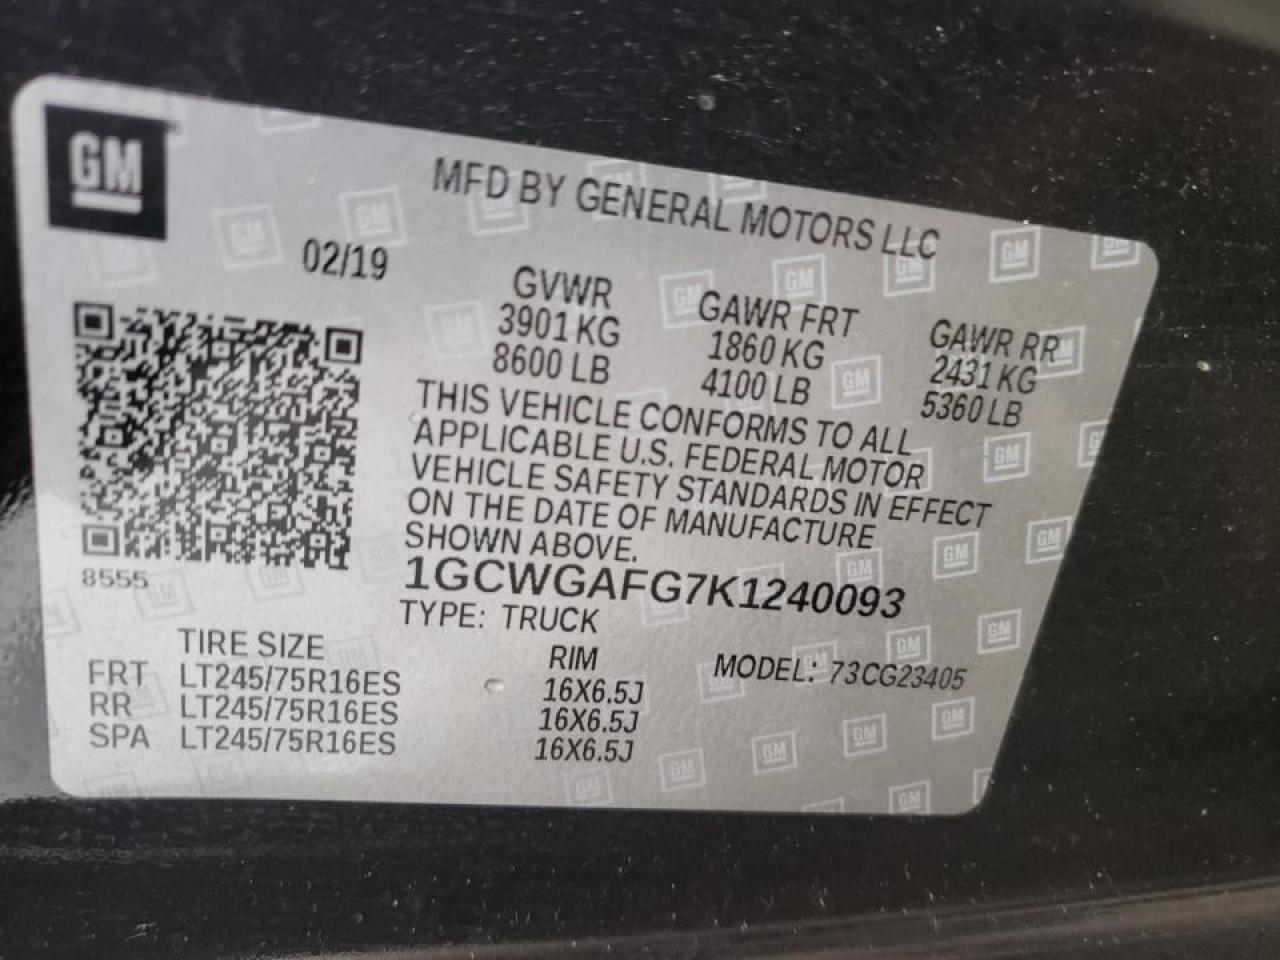 GM
MFD BY GENERAL MOTORS LLC
02/19
GVWR GAWR FRT GAWR RR
3901 KG 1860 KG 2431 KG
8600 LB 4100 LB 5360 LB
THIS VEHICLE CONFORMS TO ALL
APPLICABLE U.S. FEDERAL MOTOR
VEHICLE SAFETY STANDARDS IN EFFECT
ON THE DATE OF MANUFACTURE
SHOWN ABOVE.
8555
1GCWGAFG7K1240093
TYPE: TRUCK
TIRE SIZE RIM MODEL: 73CG23405
FRT LT245/75R16ES 16X6.5J
RR LT245/75R16ES 16X6.5J
SPA LT245/75R16ES 16X6.5J